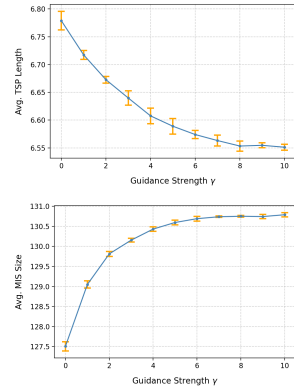 6.80
6.75
6.70
6.65
6.60
6.55
Avg. TSP Length
0 2 4 6 8 10
Guidance Strength γ
131.0
130.5
130.0
129.5
129.0
128.5
128.0
127.5
Avg. MIS Size
0 2 4 6 8 10
Guidance Strength γ